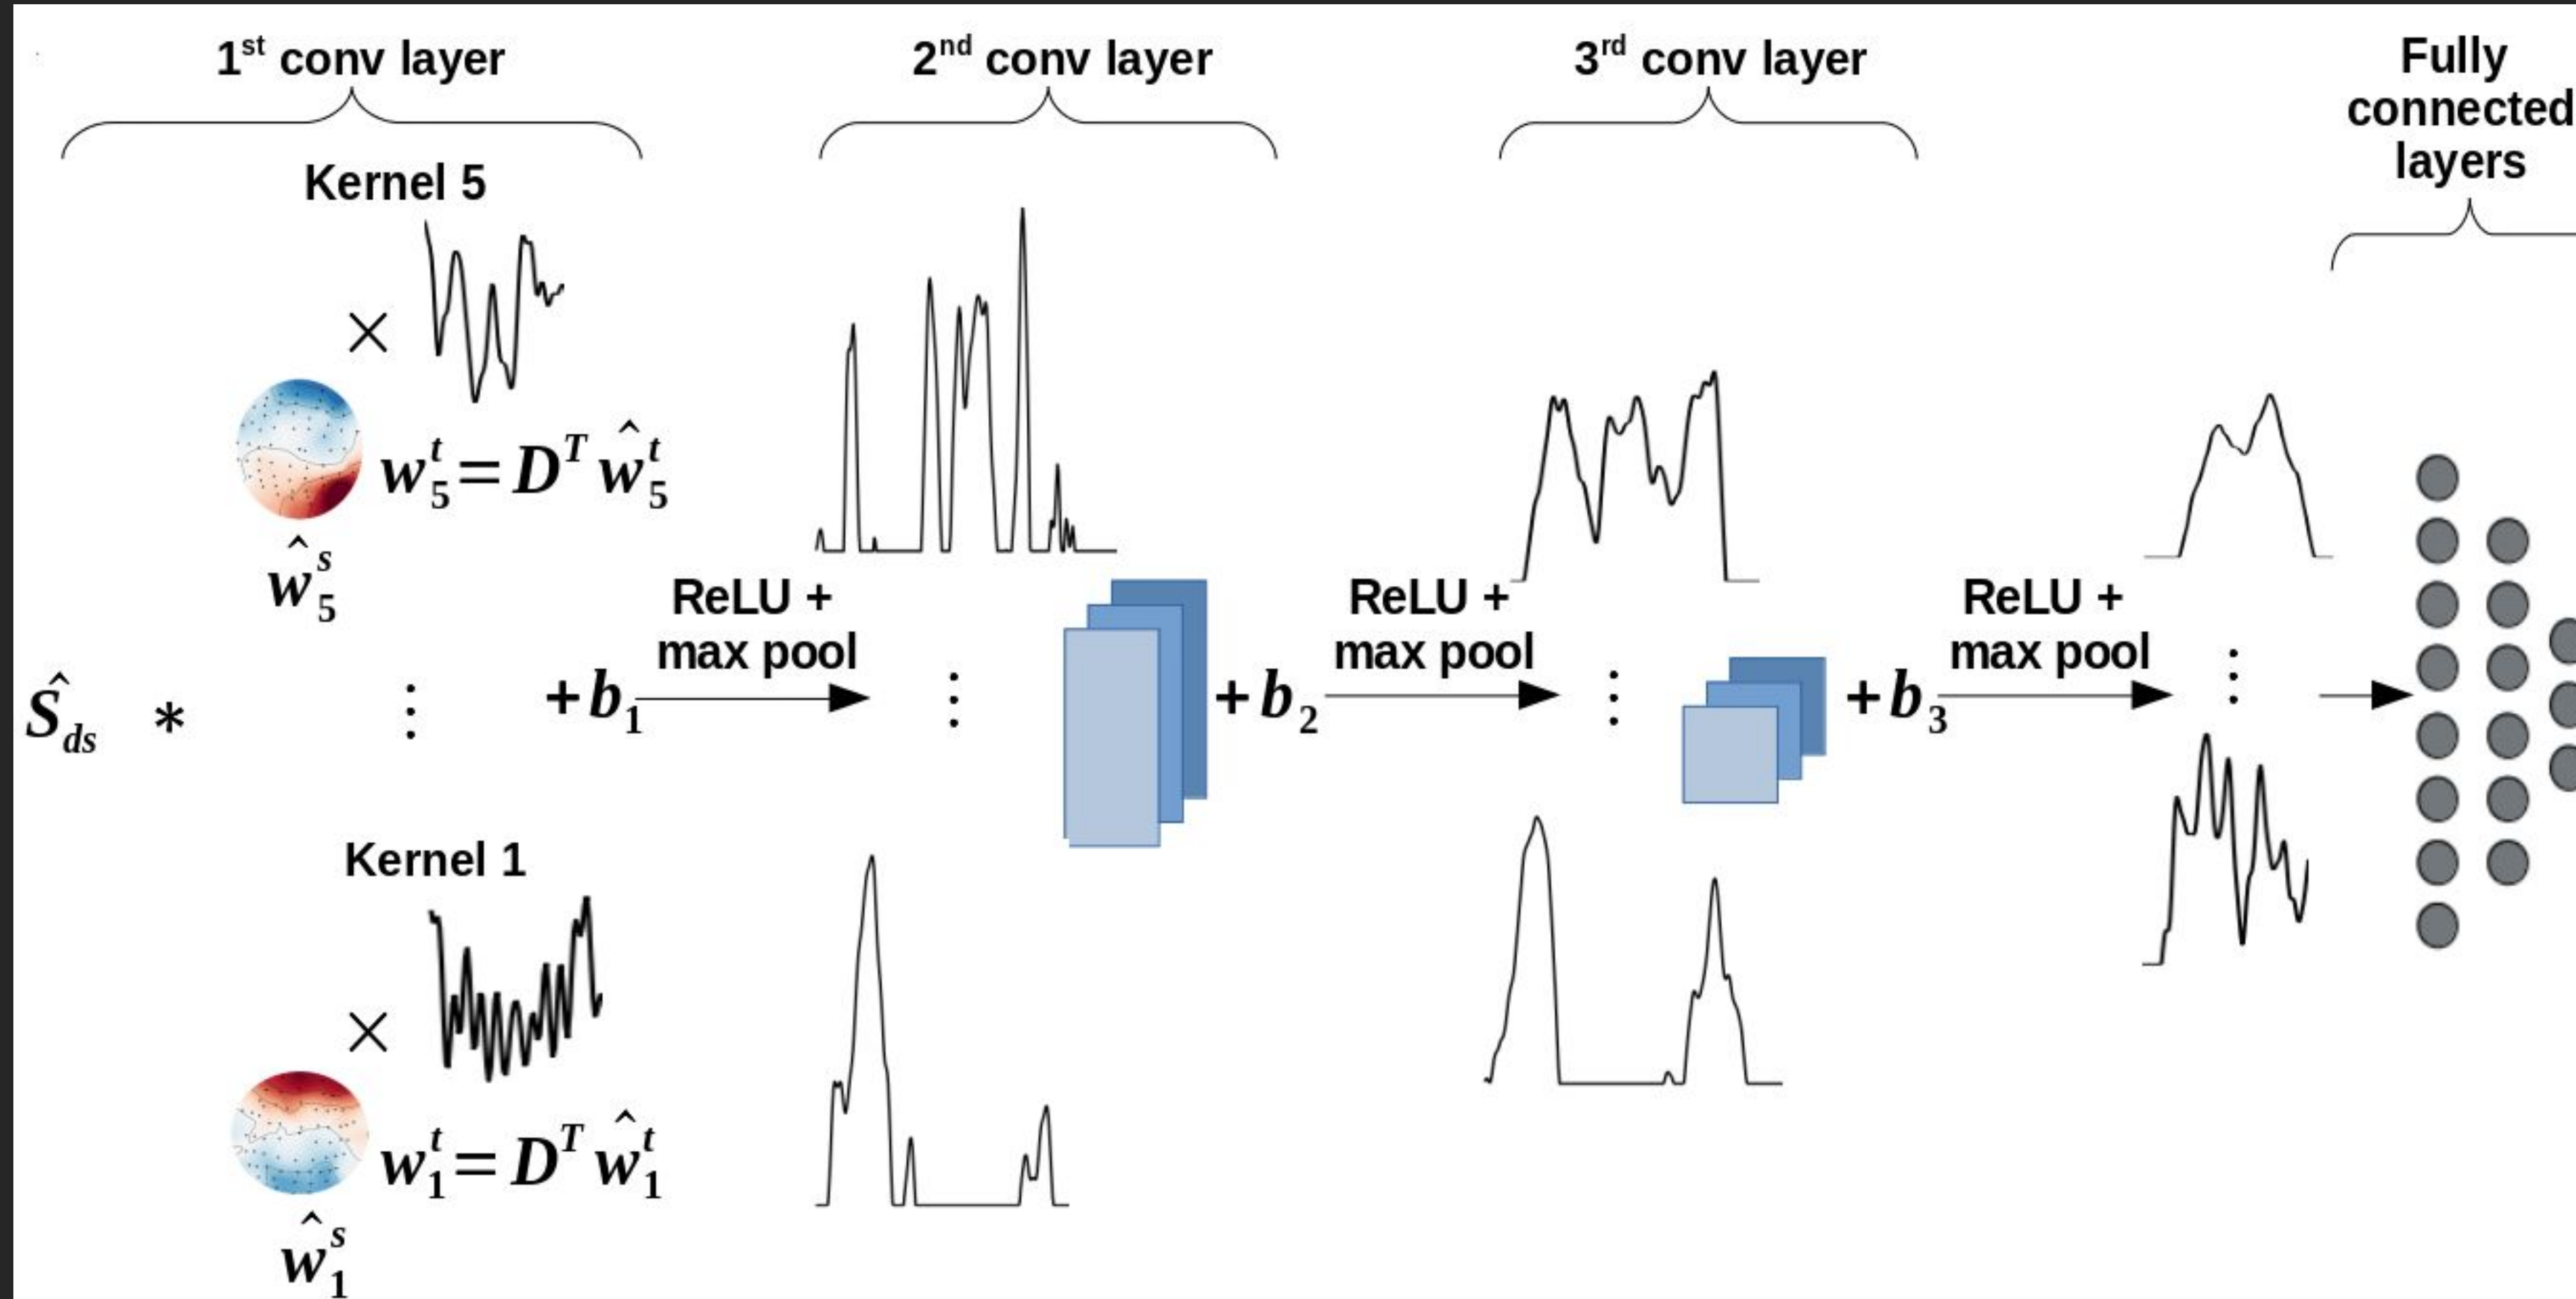 1st conv layer
2nd conv layer
3rd conv layer
Fully
connected
layers
Kernel 5
×
w₅ᵗ = Dᵀ ŵ₅ᵗ
ŵ₅ˢ
ReLU +
max pool
ReLU +
max pool
ReLU +
max pool
Ŝds * ⋮ + b₁ ⋮ + b₂ ⋮ + b₃ ⋮
Kernel 1
×
w₁ᵗ = Dᵀ ŵ₁ᵗ
ŵ₁ˢ